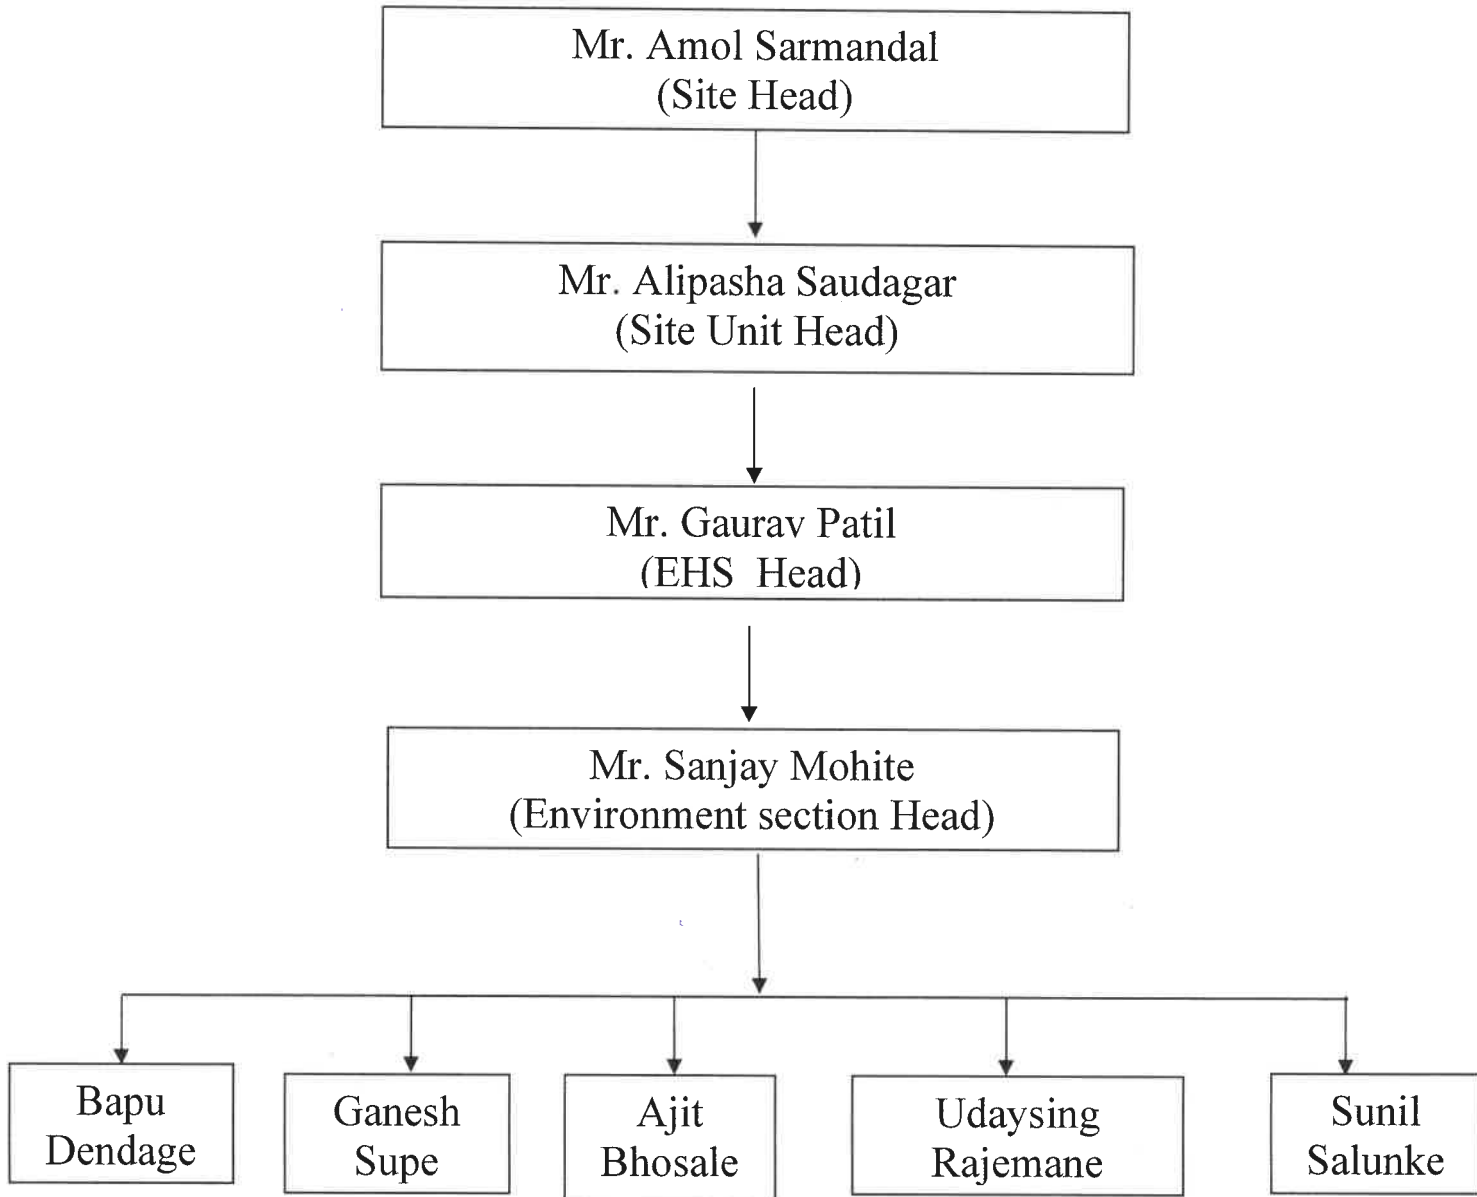 Mr. Amol Sarmandal
(Site Head)
Mr. Alipasha Saudagar
(Site Unit Head)
Mr. Gaurav Patil
(EHS Head)
Mr. Sanjay Mohite
(Environment section Head)
Bapu
Dendage
Ganesh
Supe
Ajit
Bhosale
Udaysing
Rajemane
Sunil
Salunke